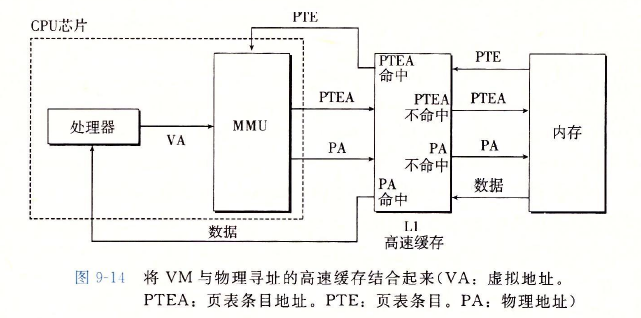 CPU芯片
PTE
处理器
VA
MMU
PTEA
PA
PTEA
命中
PTEA
不命中
PA
不命中
PA
命中
PTE
PTEA
PA
数据
内存
数据
L1
高速缓存
图 9-14 将 VM 与物理寻址的高速缓存结合起来(VA：虚拟地址。
PTEA：页表条目地址。PTE：页表条目。PA：物理地址)